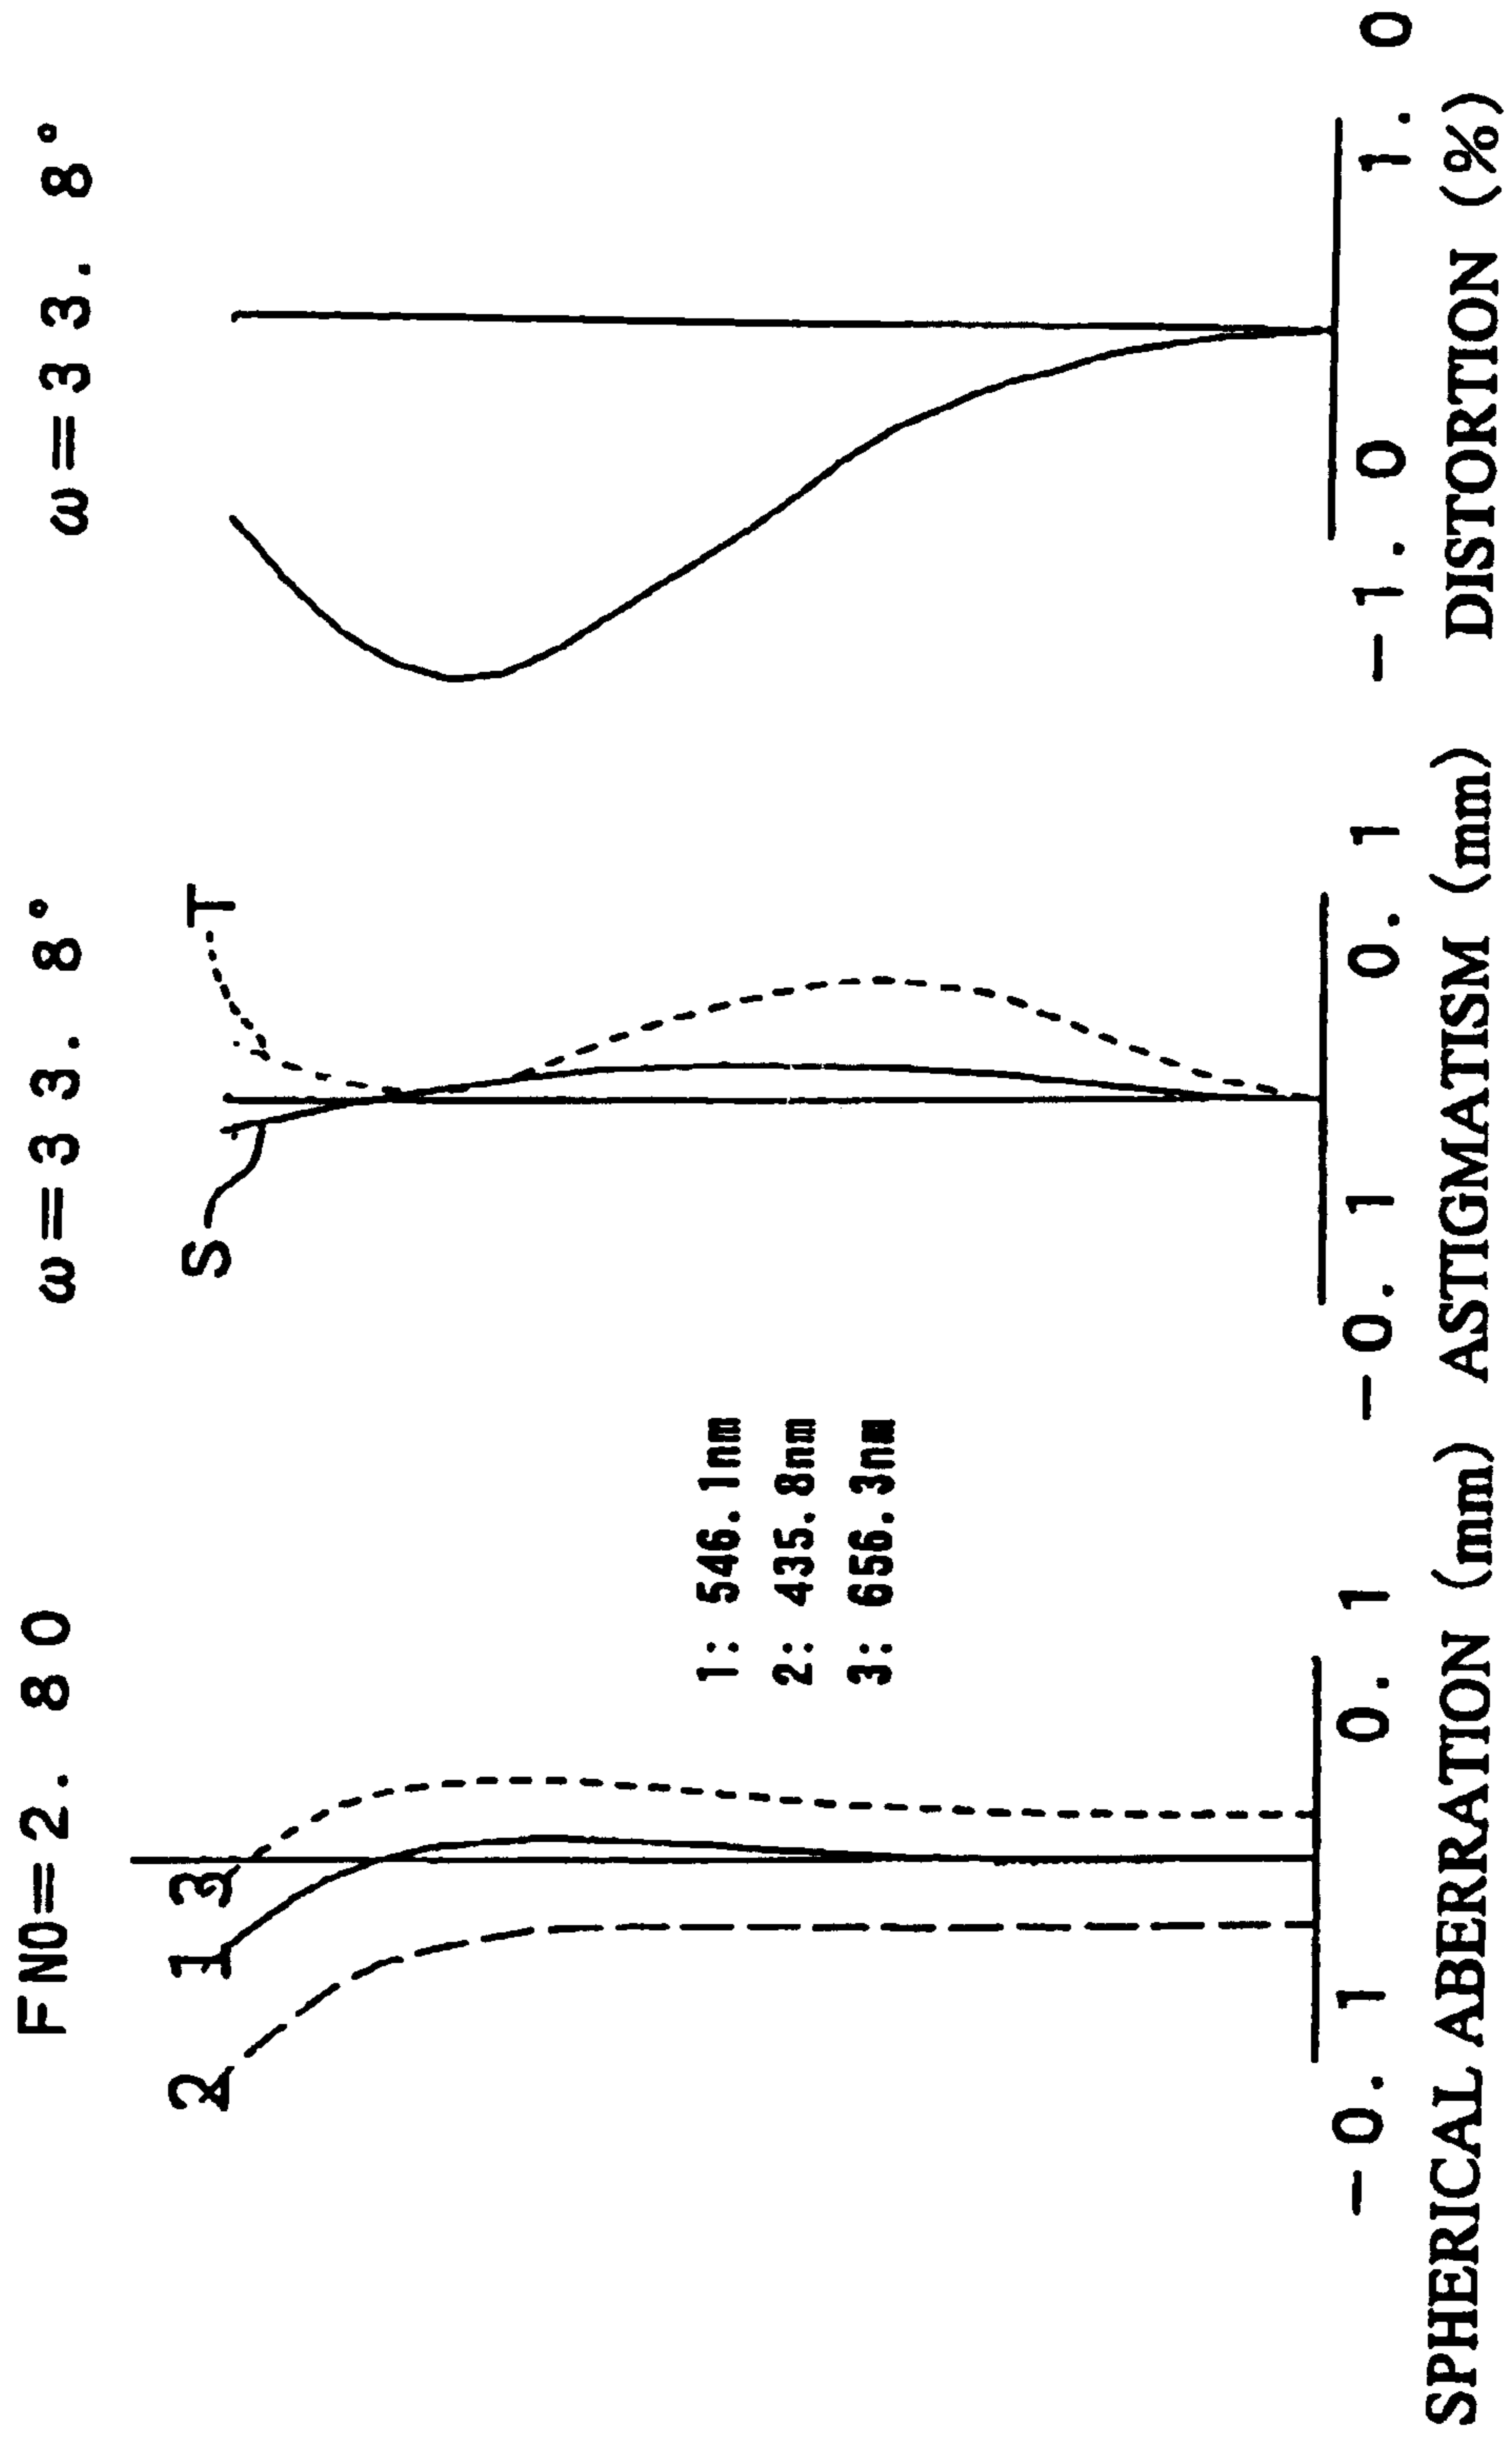 FNO=2.80
ω=33.8°
ω=33.8°
2
1
3
S
T
1: 546.1nm
2: 435.8nm
3: 656.3nm
-0.1
0.1
-0.1
0.1
-1.0
1.0
SPHERICAL ABERRATION (mm)
ASTIGMATISM (mm)
DISTORTION (%)